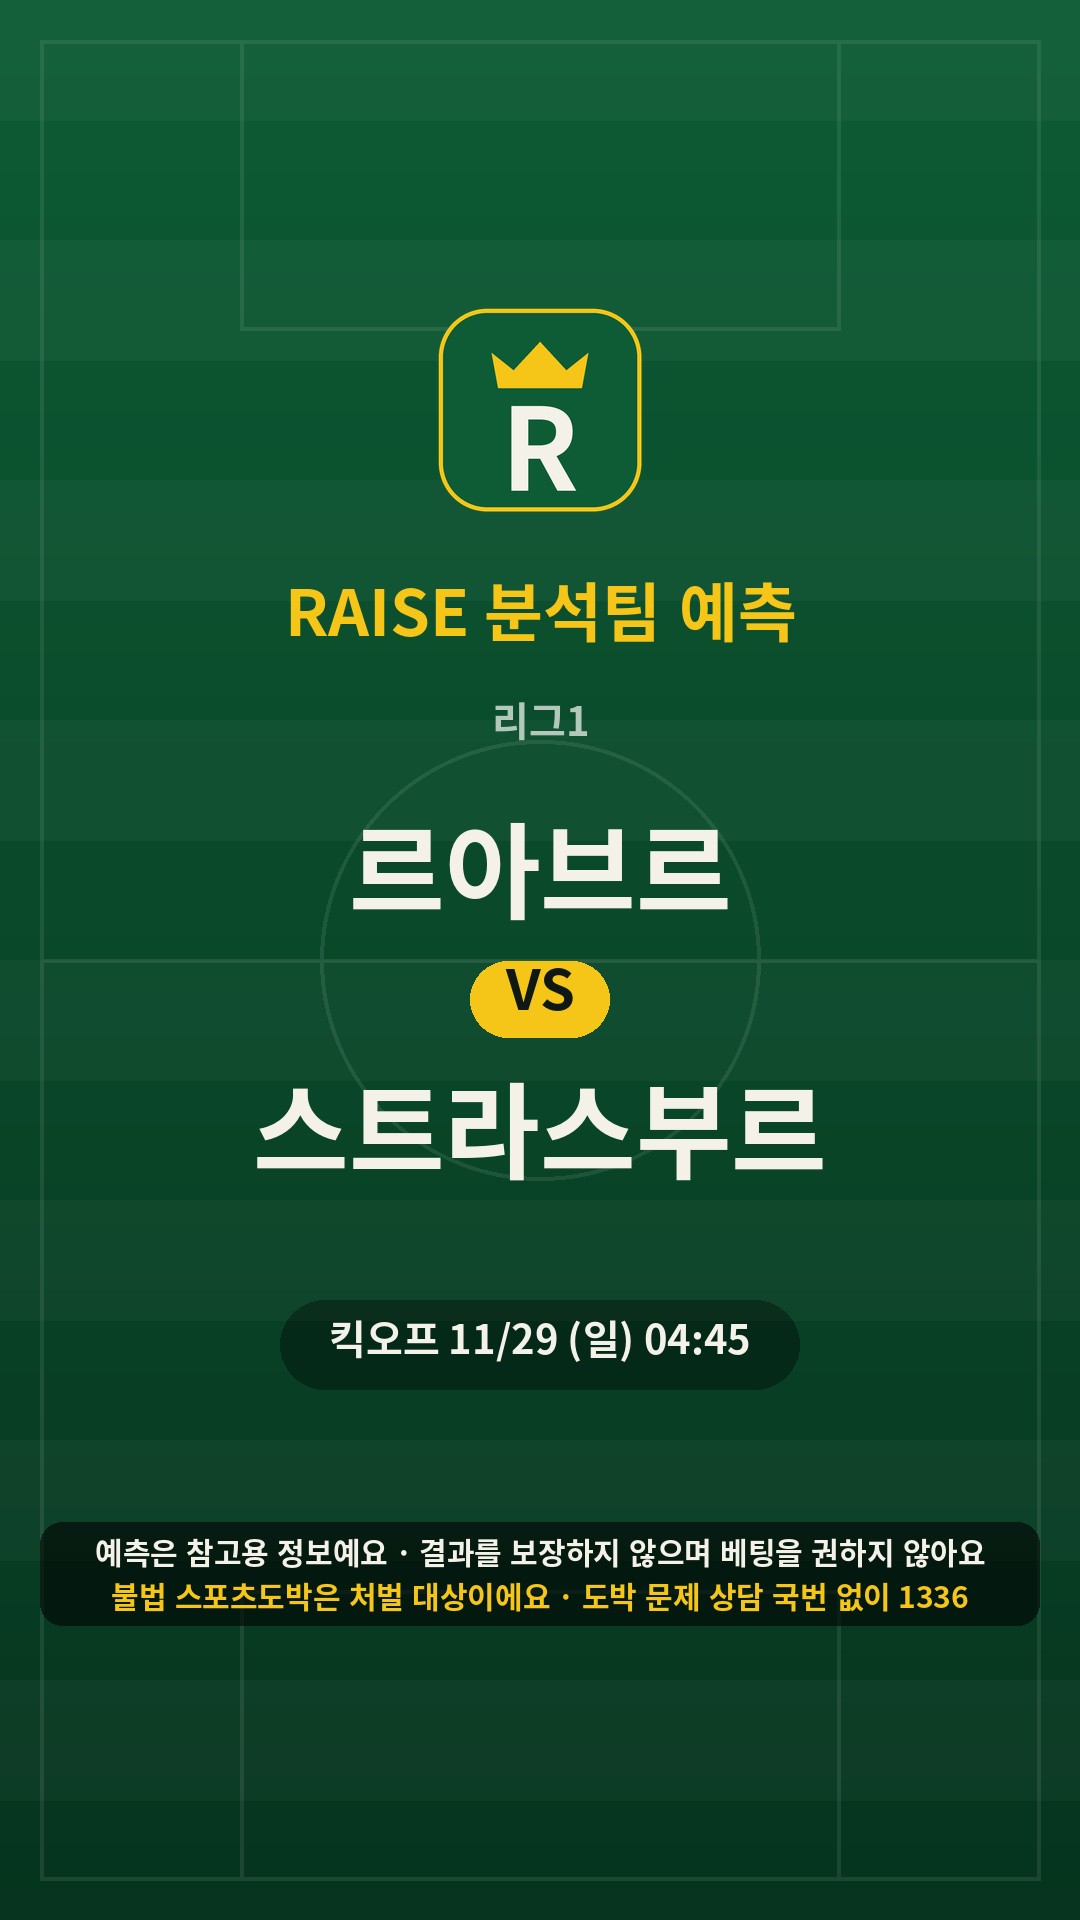 R
RAISE 분석팀 예측
리그1
르아브르
VS
스트라스부르
킥오프 11/29 (일) 04:45
예측은 참고용 정보예요 · 결과를 보장하지 않으며 베팅을 권하지 않아요
불법 스포츠도박은 처벌 대상이에요 · 도박 문제 상담 국번 없이 1336